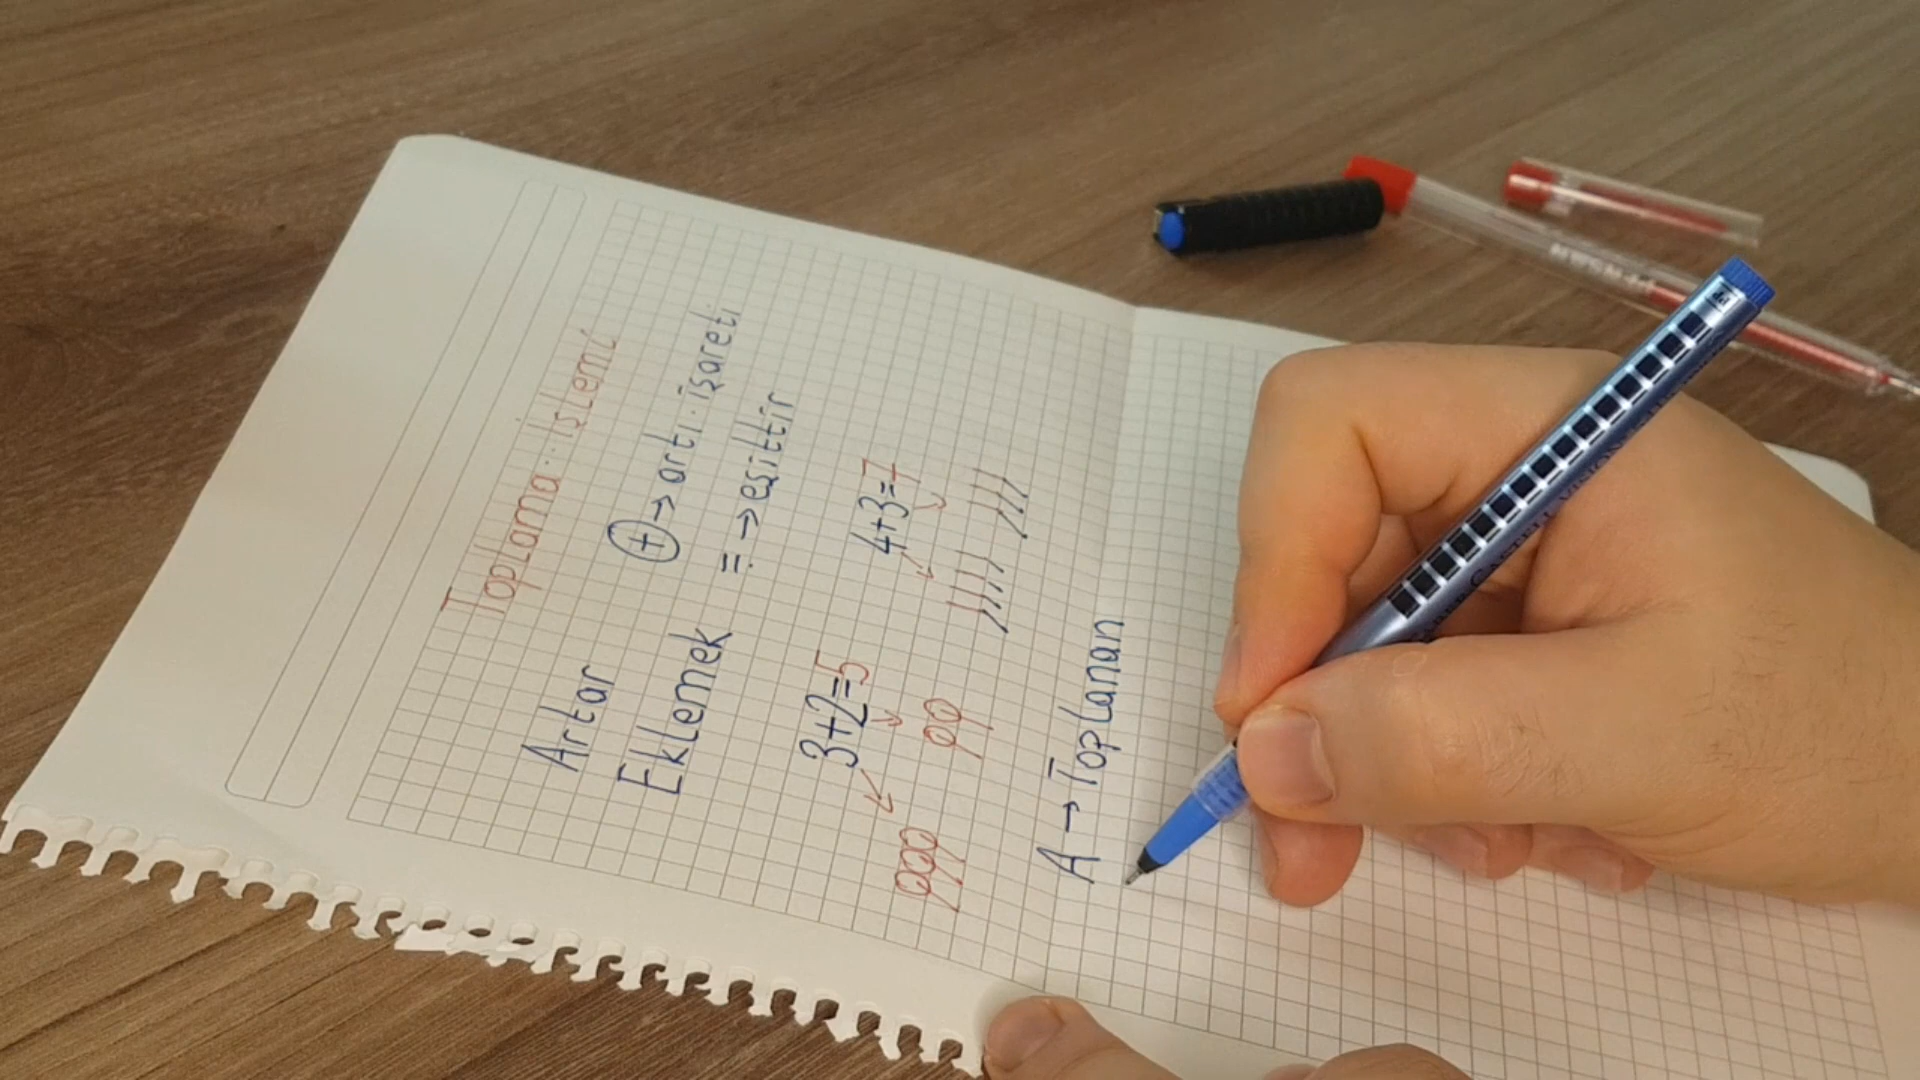 Toplama İşlemi
Artar
⊕ → artı işareti
Eklemek
= → eşittir
3+2=5
4+3=7
A → Toplanan